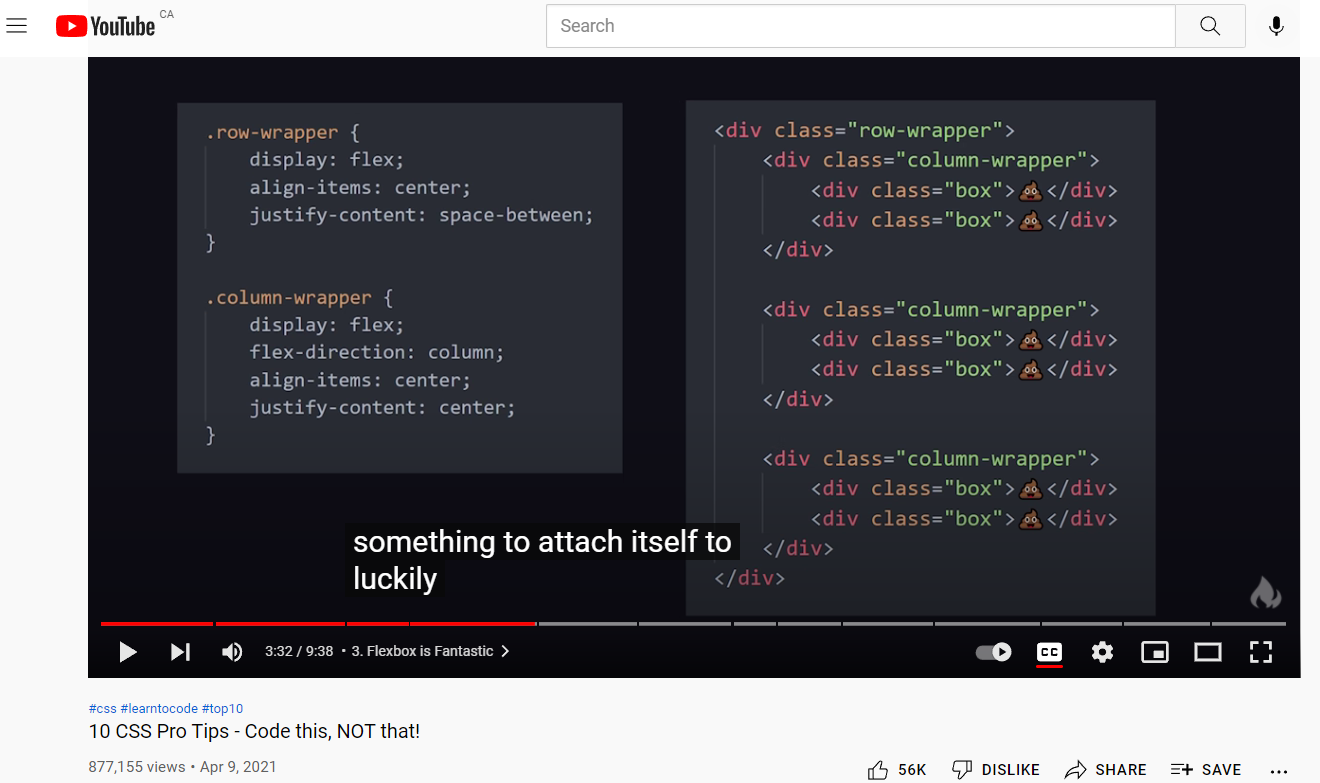 YouTube CA
Search
.row-wrapper {
display: flex;
align-items: center;
justify-content: space-between;
}
.column-wrapper {
display: flex;
flex-direction: column;
align-items: center;
justify-content: center;
}
<div class="row-wrapper">
<div class="column-wrapper">
<div class="box">💩</div>
<div class="box">💩</div>
</div>
<div class="column-wrapper">
<div class="box">💩</div>
<div class="box">💩</div>
</div>
<div class="column-wrapper">
<div class="box">💩</div>
<div class="box">💩</div>
</div>
</div>
something to attach itself to
luckily
3:32 / 9:38 • 3. Flexbox is Fantastic
CC
#css #learntocode #top10
10 CSS Pro Tips - Code this, NOT that!
877,155 views • Apr 9, 2021
56K DISLIKE SHARE SAVE